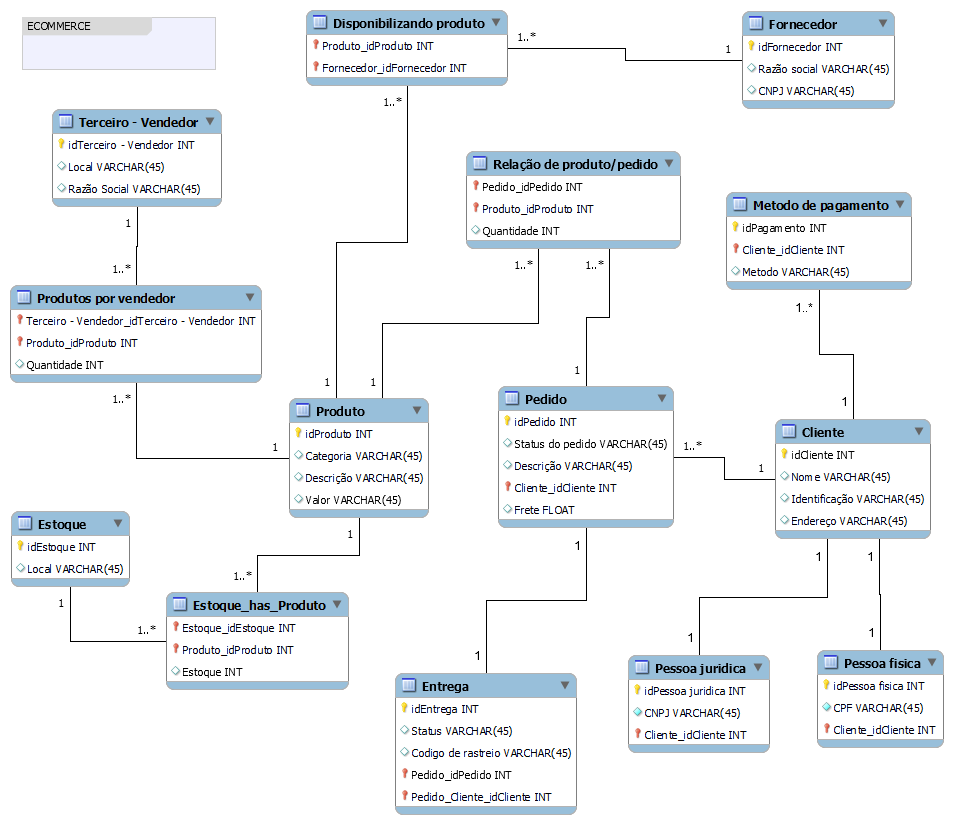 ECOMMERCE
Disponibilizando produto
Produto_idProduto INT
Fornecedor_idFornecedor INT
1..*
1
1..*
Fornecedor
idFornecedor INT
Razão social VARCHAR(45)
CNPJ VARCHAR(45)
Terceiro - Vendedor
idTerceiro - Vendedor INT
Local VARCHAR(45)
Razão Social VARCHAR(45)
1
1..*
Relação de produto/pedido
Pedido_idPedido INT
Produto_idProduto INT
Quantidade INT
1..*
1..*
Metodo de pagamento
idPagamento INT
Cliente_idCliente INT
Metodo VARCHAR(45)
1..*
1
Produtos por vendedor
Terceiro - Vendedor_idTerceiro - Vendedor INT
Produto_idProduto INT
Quantidade INT
1..*
1
1
1
1
Produto
idProduto INT
Categoria VARCHAR(45)
Descrição VARCHAR(45)
Valor VARCHAR(45)
1
1..*
Pedido
idPedido INT
Status do pedido VARCHAR(45)
Descrição VARCHAR(45)
Cliente_idCliente INT
Frete FLOAT
1..*
1
1
1
Cliente
idCliente INT
Nome VARCHAR(45)
Identificação VARCHAR(45)
Endereço VARCHAR(45)
1
1
1
1
Estoque
idEstoque INT
Local VARCHAR(45)
1
1..*
Estoque_has_Produto
Estoque_idEstoque INT
Produto_idProduto INT
Estoque INT
Entrega
idEntrega INT
Status VARCHAR(45)
Codigo de rastreio VARCHAR(45)
Pedido_idPedido INT
Pedido_Cliente_idCliente INT
Pessoa juridica
idPessoa juridica INT
CNPJ VARCHAR(45)
Cliente_idCliente INT
Pessoa fisica
idPessoa fisica INT
CPF VARCHAR(45)
Cliente_idCliente INT